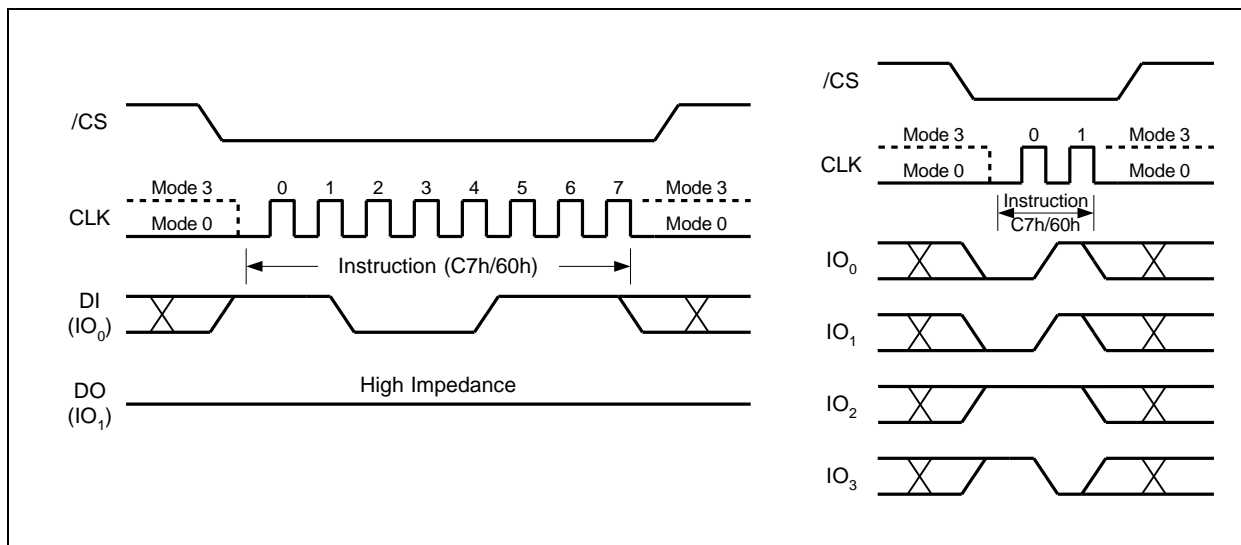 /CS
Mode 3
0 1 2 3 4 5 6 7
Mode 3
CLK
Mode 0
Mode 0
Instruction (C7h/60h)
DI
(IO0)
High Impedance
DO
(IO1)
/CS
Mode 3
0 1
Mode 3
CLK
Mode 0
Mode 0
Instruction
C7h/60h
IO0
IO1
IO2
IO3